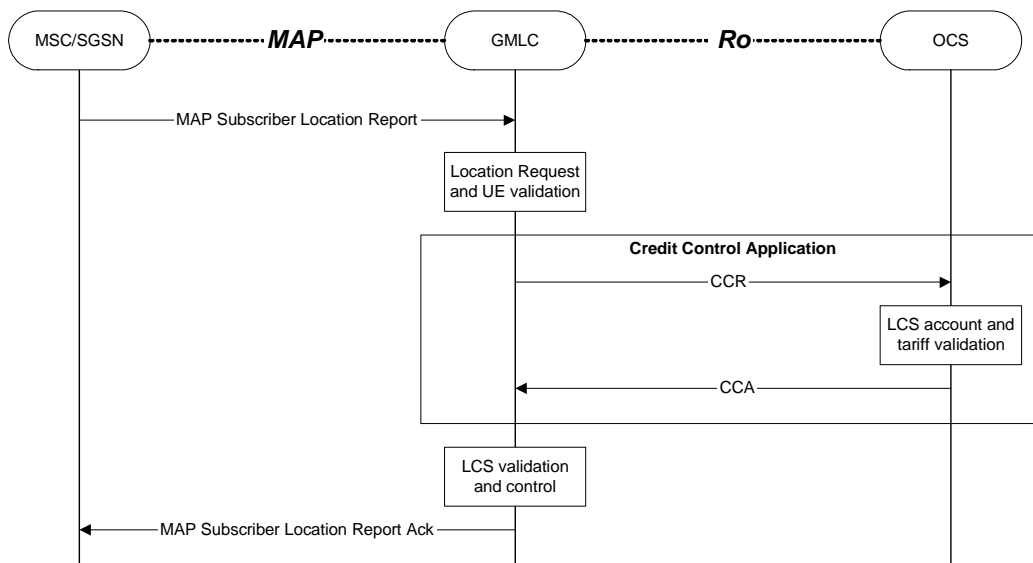 MSC/SGSN
MAP
GMLC
Ro
OCS
MAP Subscriber Location Report
Location Request
and UE validation
Credit Control Application
CCR
LCS account and
tariff validation
CCA
LCS validation
and control
MAP Subscriber Location Report Ack